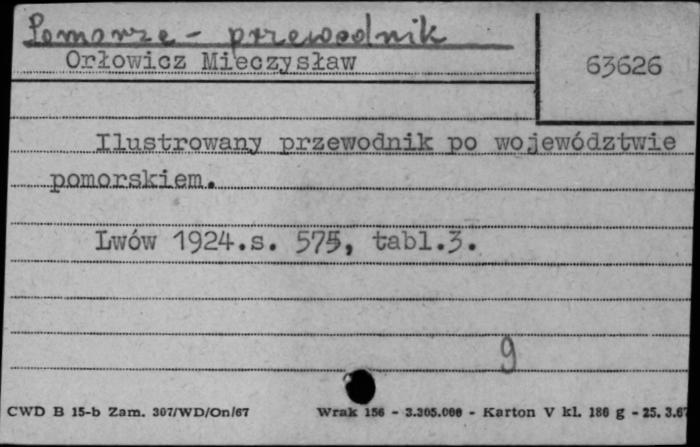 Pomorze - przewodnik
Orłowicz Mieczysław
63626
Ilustrowany przewodnik po województwie
pomorskiem.
Lwów 1924.s. 575, tabl.3.
9
CWD B 15-b Zam. 307/WD/On/67 Wrak 156 - 3.305.000 - Karton V kl. 180 g - 25. 3.67